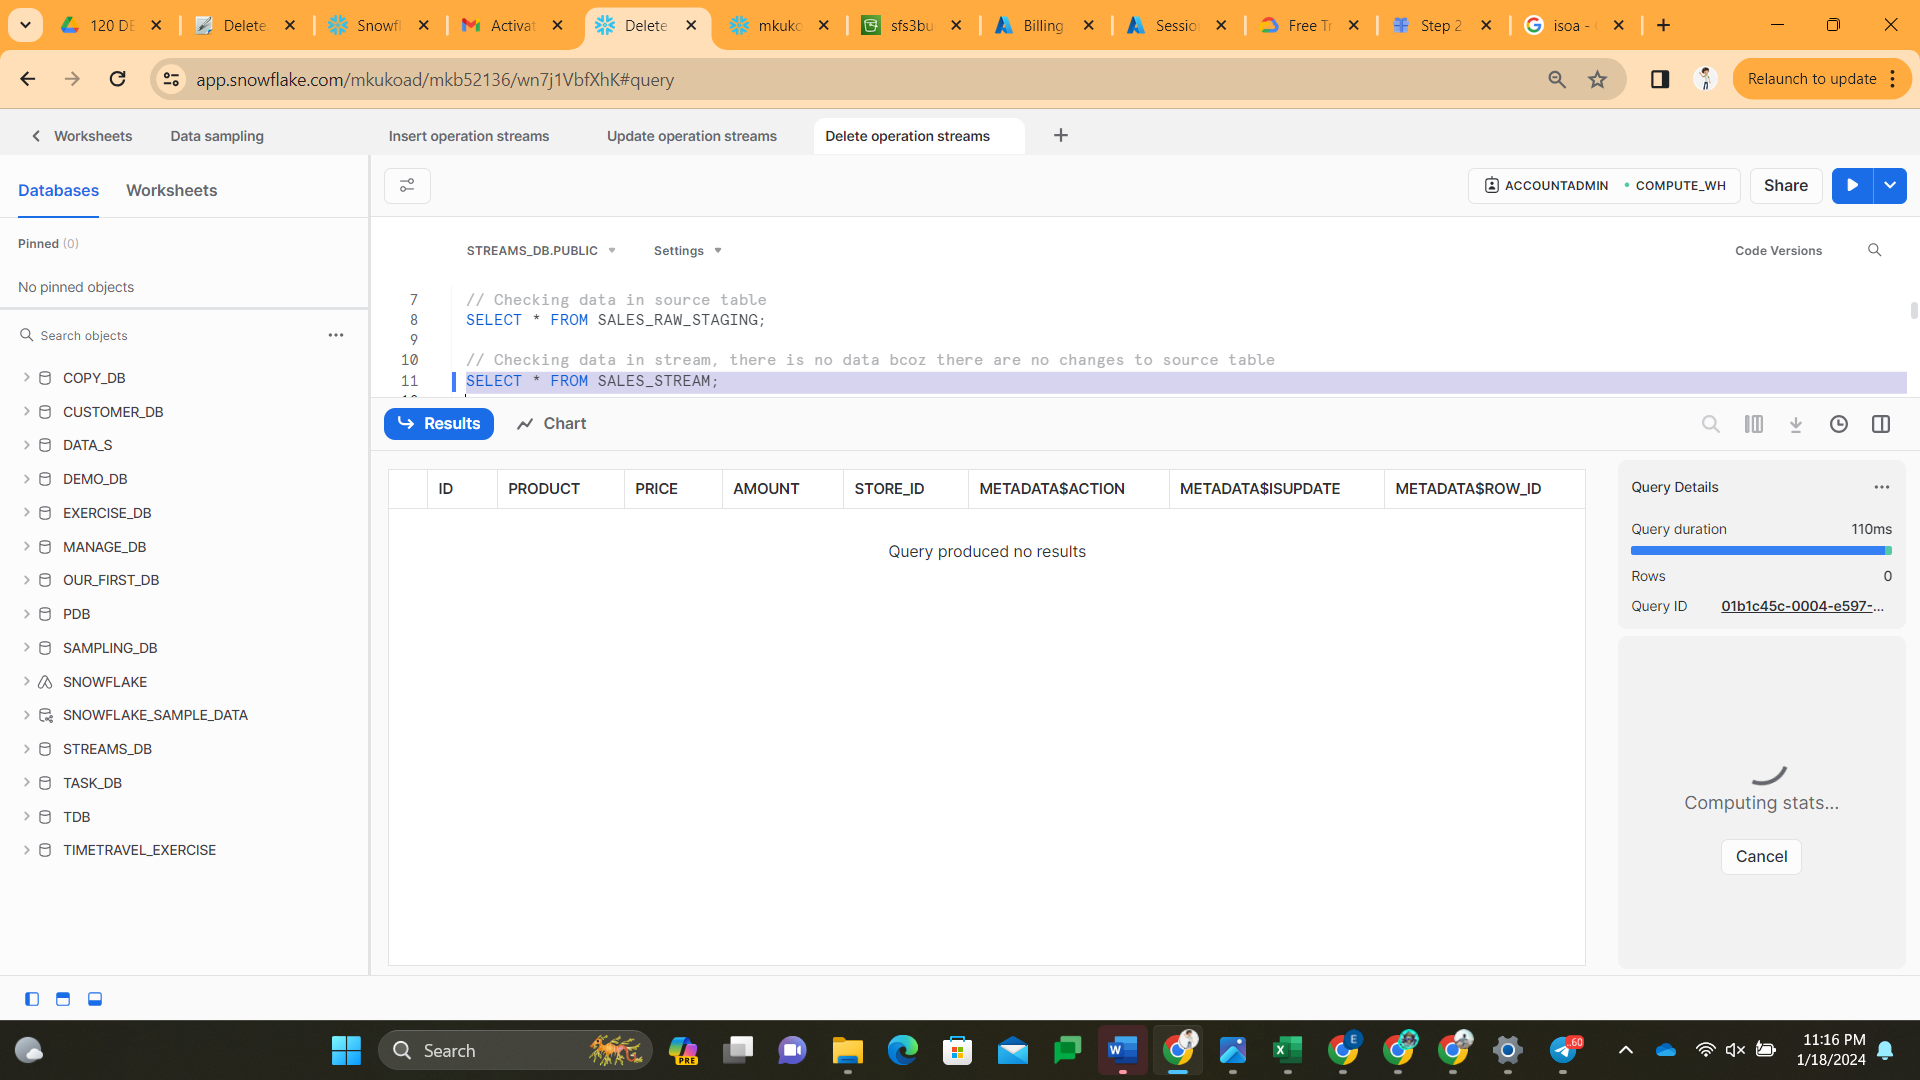 120 DE
Delete
Snowfl
Activat
Delete
mkuko
sfs3bu
Billing
Sessio
Free Tr
Step 2
isoa -
app.snowflake.com/mkukoad/mkb52136/wn7j1VbfXhK#query
Relaunch to update
Worksheets
Data sampling
Insert operation streams
Update operation streams
Delete operation streams
Databases
Worksheets
ACCOUNTADMIN
COMPUTE_WH
Share
Pinned (0)
No pinned objects
STREAMS_DB.PUBLIC
Settings
Code Versions
7 // Checking data in source table
8 SELECT * FROM SALES_RAW_STAGING;
9
10 // Checking data in stream, there is no data bcoz there are no changes to source table
11 SELECT * FROM SALES_STREAM;
Search objects
COPY_DB
CUSTOMER_DB
DATA_S
DEMO_DB
EXERCISE_DB
MANAGE_DB
OUR_FIRST_DB
PDB
SAMPLING_DB
SNOWFLAKE
SNOWFLAKE_SAMPLE_DATA
STREAMS_DB
TASK_DB
TDB
TIMETRAVEL_EXERCISE
Results
Chart
ID PRODUCT PRICE AMOUNT STORE_ID METADATA$ACTION METADATA$ISUPDATE METADATA$ROW_ID
Query produced no results
Query Details
Query duration 110ms
Rows 0
Query ID 01b1c45c-0004-e597-...
Computing stats...
Cancel
Search
PRE
E
.60
11:16 PM
1/18/2024